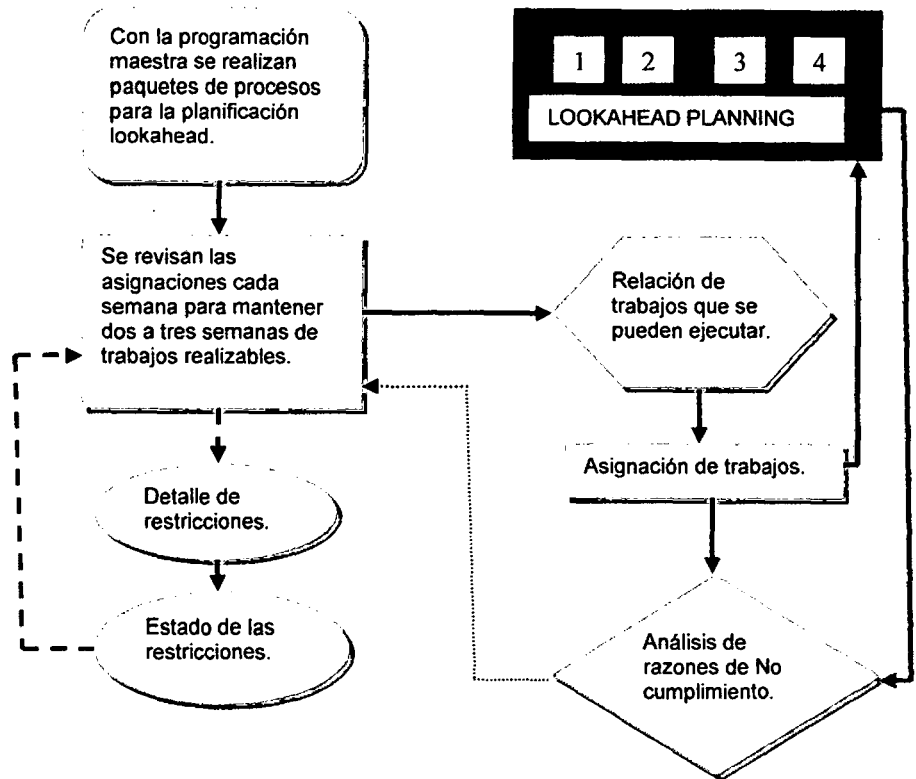 Con la programación
maestra se realizan
paquetes de procesos
para la planificación
lookahead.
1 2 3 4
LOOKAHEAD PLANNING
Se revisan las
asignaciones cada
semana para mantener
dos a tres semanas de
trabajos realizables.
Relación de
trabajos que se
pueden ejecutar.
Asignación de trabajos.
Detalle de
restricciones.
Estado de las
restricciones.
Análisis de
razones de No
cumplimiento.